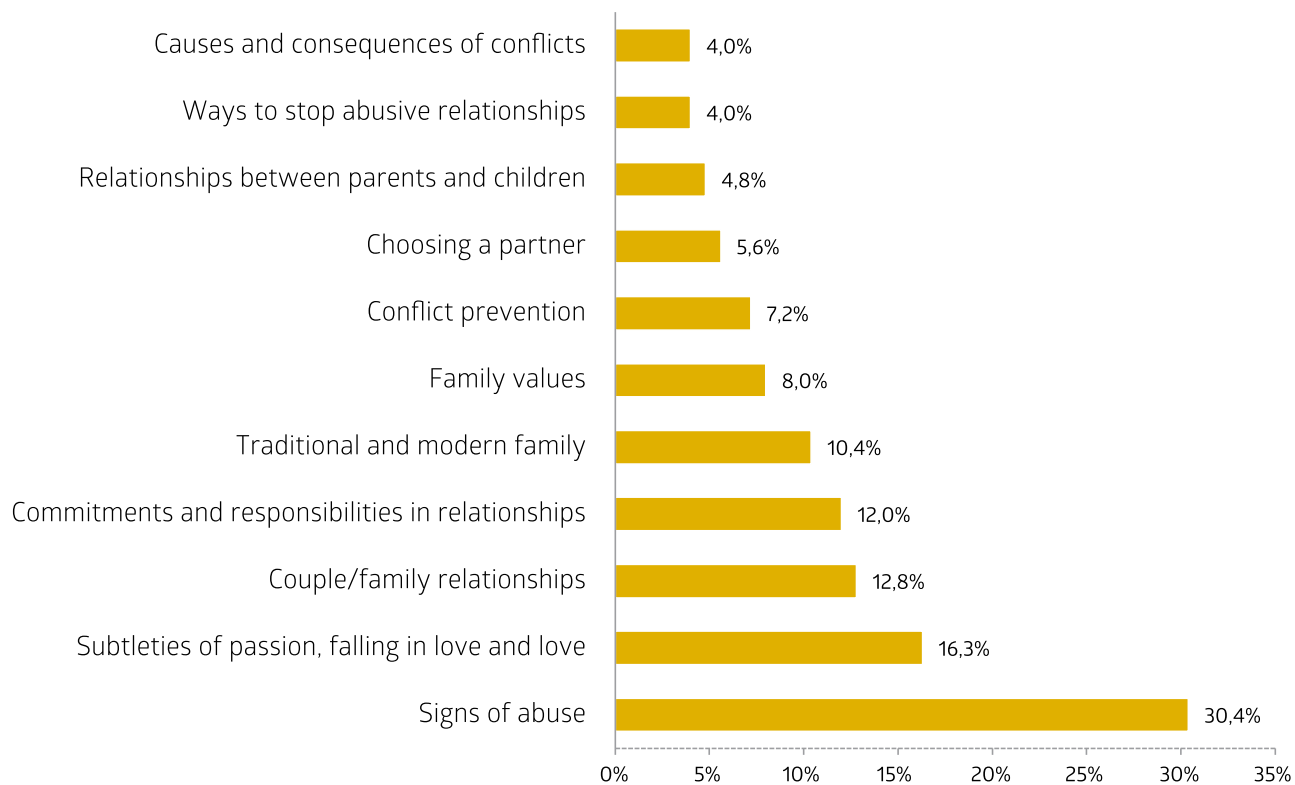 Causes and consequences of conflicts 4,0%
Ways to stop abusive relationships 4,0%
Relationships between parents and children 4,8%
Choosing a partner 5,6%
Conflict prevention 7,2%
Family values 8,0%
Traditional and modern family 10,4%
Commitments and responsibilities in relationships 12,0%
Couple/family relationships 12,8%
Subtleties of passion, falling in love and love 16,3%
Signs of abuse 30,4%
0% 5% 10% 15% 20% 25% 30% 35%